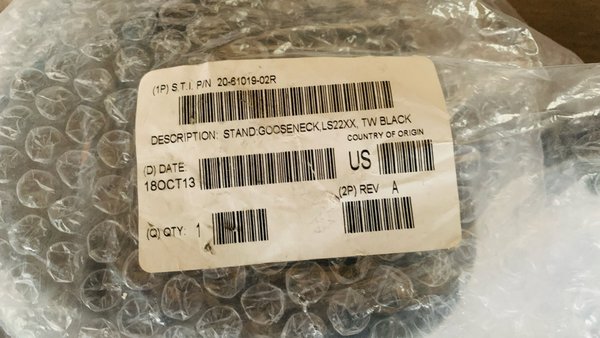 (1P) S.T.I. P/N 20-61019-02R
DESCRIPTION: STAND:GOOSENECK,LS22XX, TW BLACK
COUNTRY OF ORIGIN
(D) DATE: US
18OCT13
(2P) REV A
(Q) QTY: 1